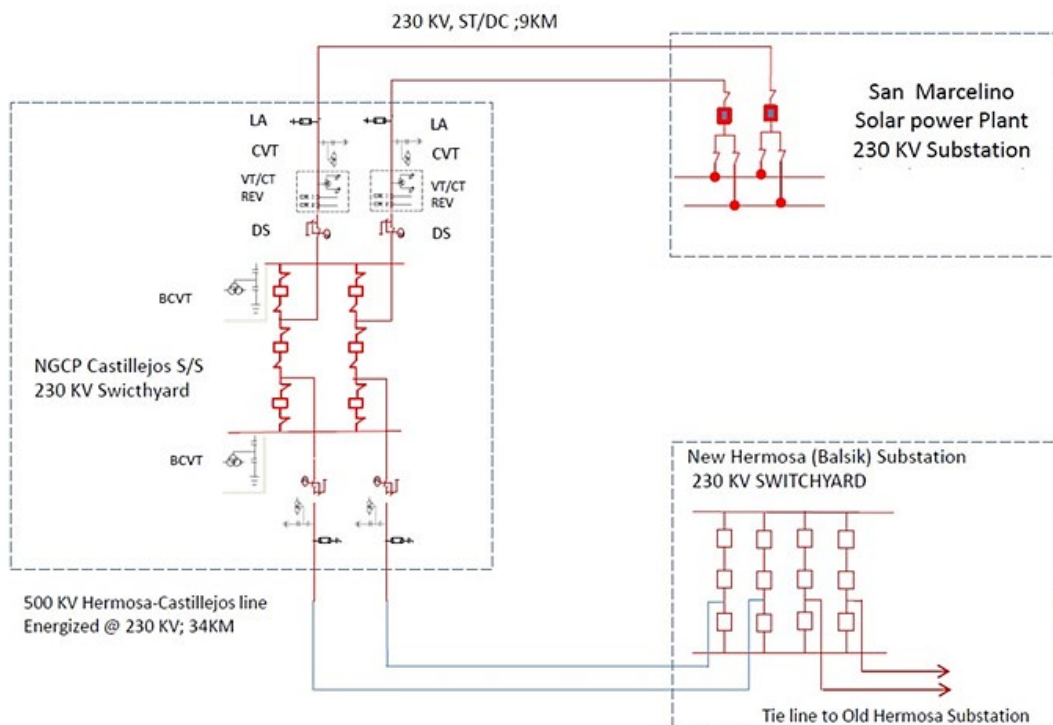 230 KV, ST/DC ;9KM
San Marcelino
Solar power Plant
230 KV Substation
LA
LA
CVT
CVT
VT/CT
REV
VT/CT
REV
DS
DS
BCVT
NGCP Castillejos S/S
230 KV Swicthyard
BCVT
New Hermosa (Balsik) Substation
230 KV SWITCHYARD
500 KV Hermosa-Castillejos line
Energized @ 230 KV; 34KM
Tie line to Old Hermosa Substation